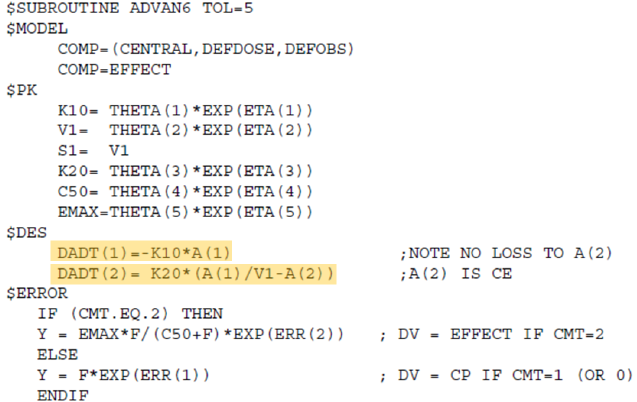 $SUBROUTINE ADVAN6 TOL=5
$MODEL
COMP=(CENTRAL,DEFDOSE,DEFOBS)
COMP=EFFECT
$PK
K10= THETA(1)*EXP(ETA(1))
V1= THETA(2)*EXP(ETA(2))
S1= V1
K20= THETA(3)*EXP(ETA(3))
C50= THETA(4)*EXP(ETA(4))
EMAX=THETA(5)*EXP(ETA(5))
$DES
DADT(1)=-K10*A(1) ;NOTE NO LOSS TO A(2)
DADT(2)= K20*(A(1)/V1-A(2)) ;A(2) IS CE
$ERROR
IF (CMT.EQ.2) THEN
Y = EMAX*F/(C50+F)*EXP(ERR(2)) ; DV = EFFECT IF CMT=2
ELSE
Y = F*EXP(ERR(1)) ; DV = CP IF CMT=1 (OR 0)
ENDIF